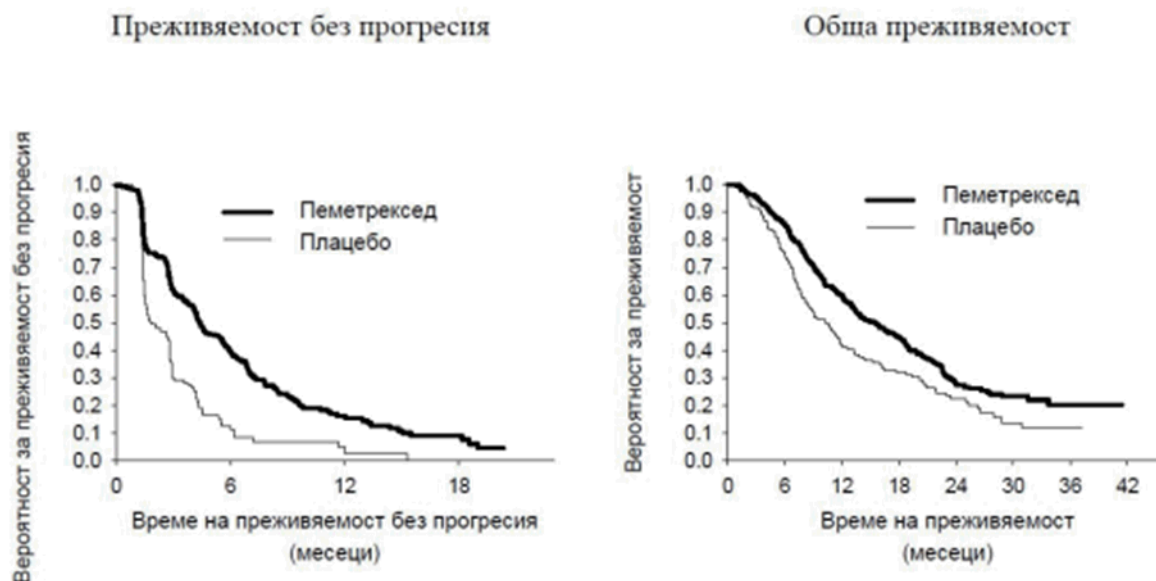 Преживяемост без прогресия
Вероятност за преживяемост без прогресия
1.0
0.9
0.8
0.7
0.6
0.5
0.4
0.3
0.2
0.1
0.0
Пеметрексед
Плацебо
0 6 12 18
Време на преживяемост без прогресия
(месеци)
Обща преживяемост
Вероятност за преживяемост
1.0
0.9
0.8
0.7
0.6
0.5
0.4
0.3
0.2
0.1
0.0
Пеметрексед
Плацебо
0 6 12 18 24 30 36 42
Време на преживяемост
(месеци)